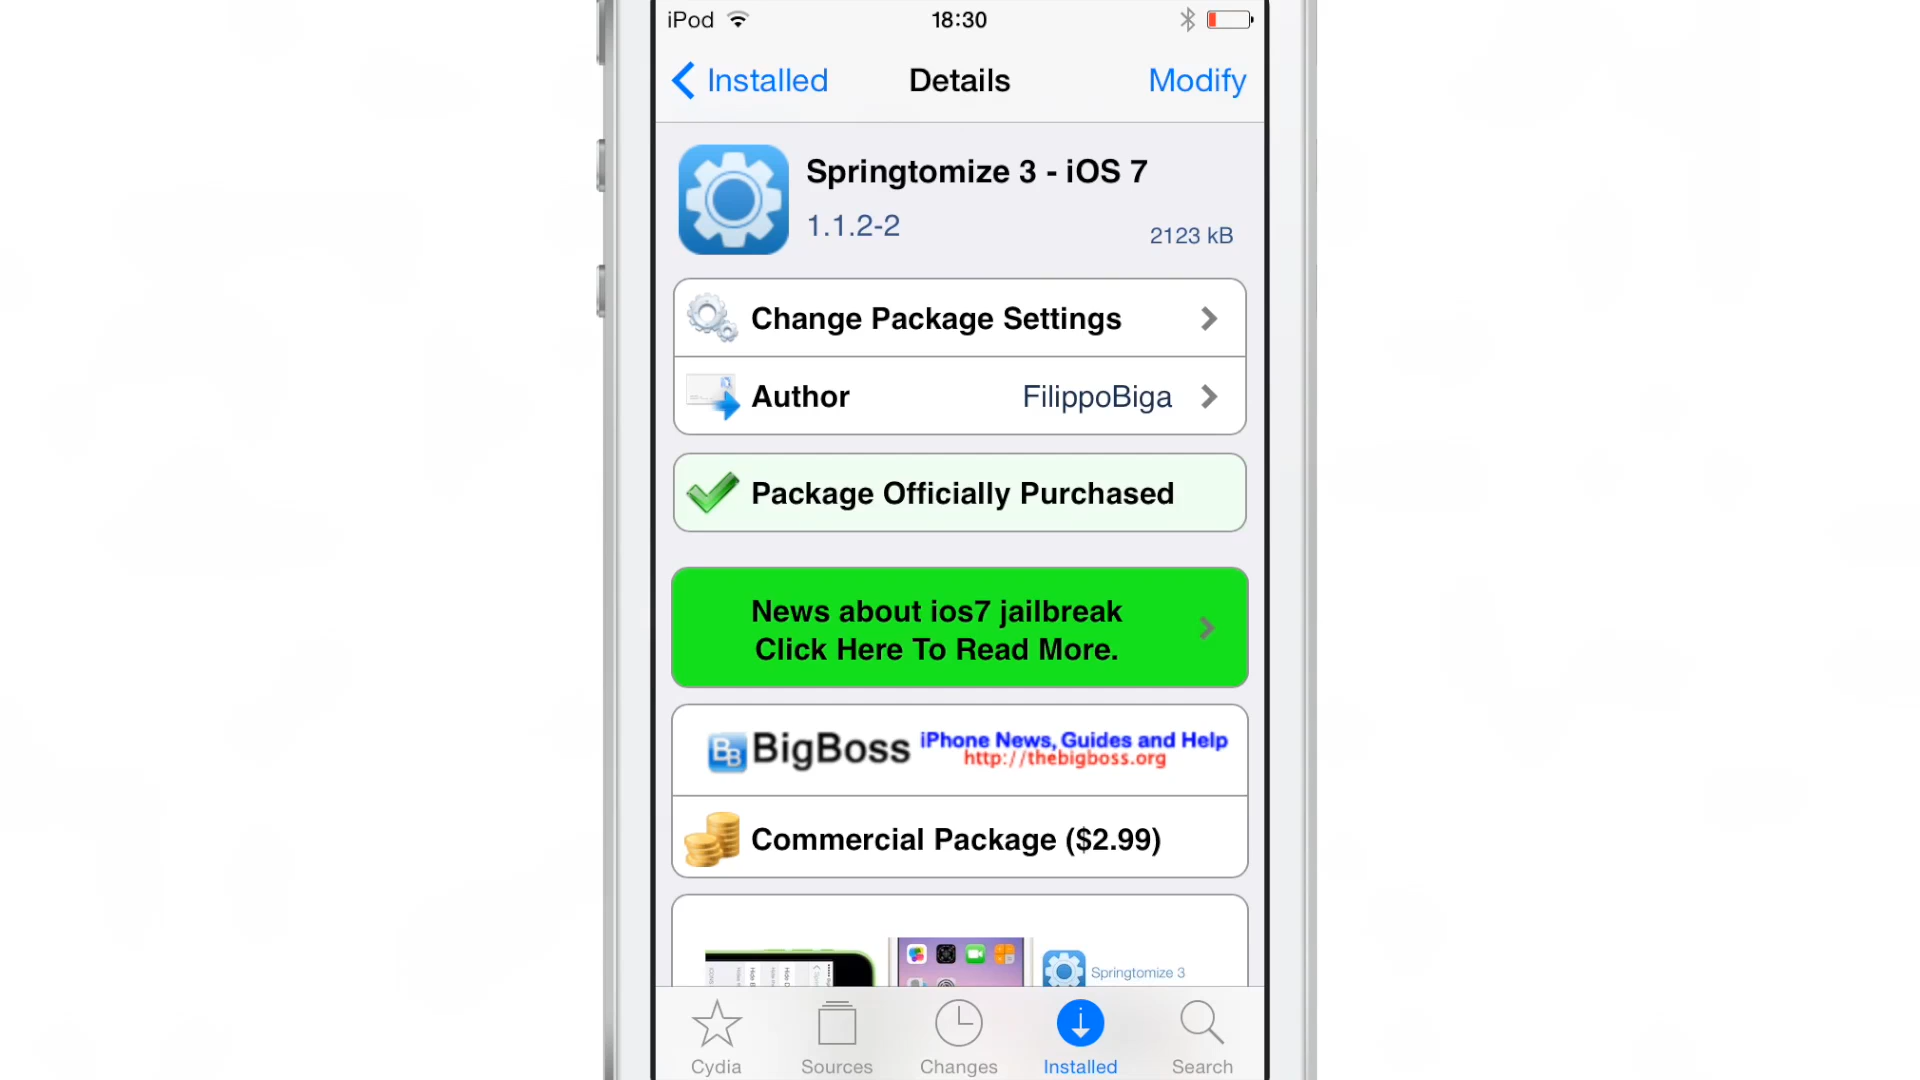 iPod 18:30
Installed Details Modify
Springtomize 3 - iOS 7
1.1.2-2 2123 kB
Change Package Settings
Author FilippoBiga
Package Officially Purchased
News about ios7 jailbreak
Click Here To Read More.
BB BigBoss iPhone News, Guides and Help
http://thebigboss.org
Commercial Package ($2.99)
Springtomize 3
Cydia Sources Changes Installed Search